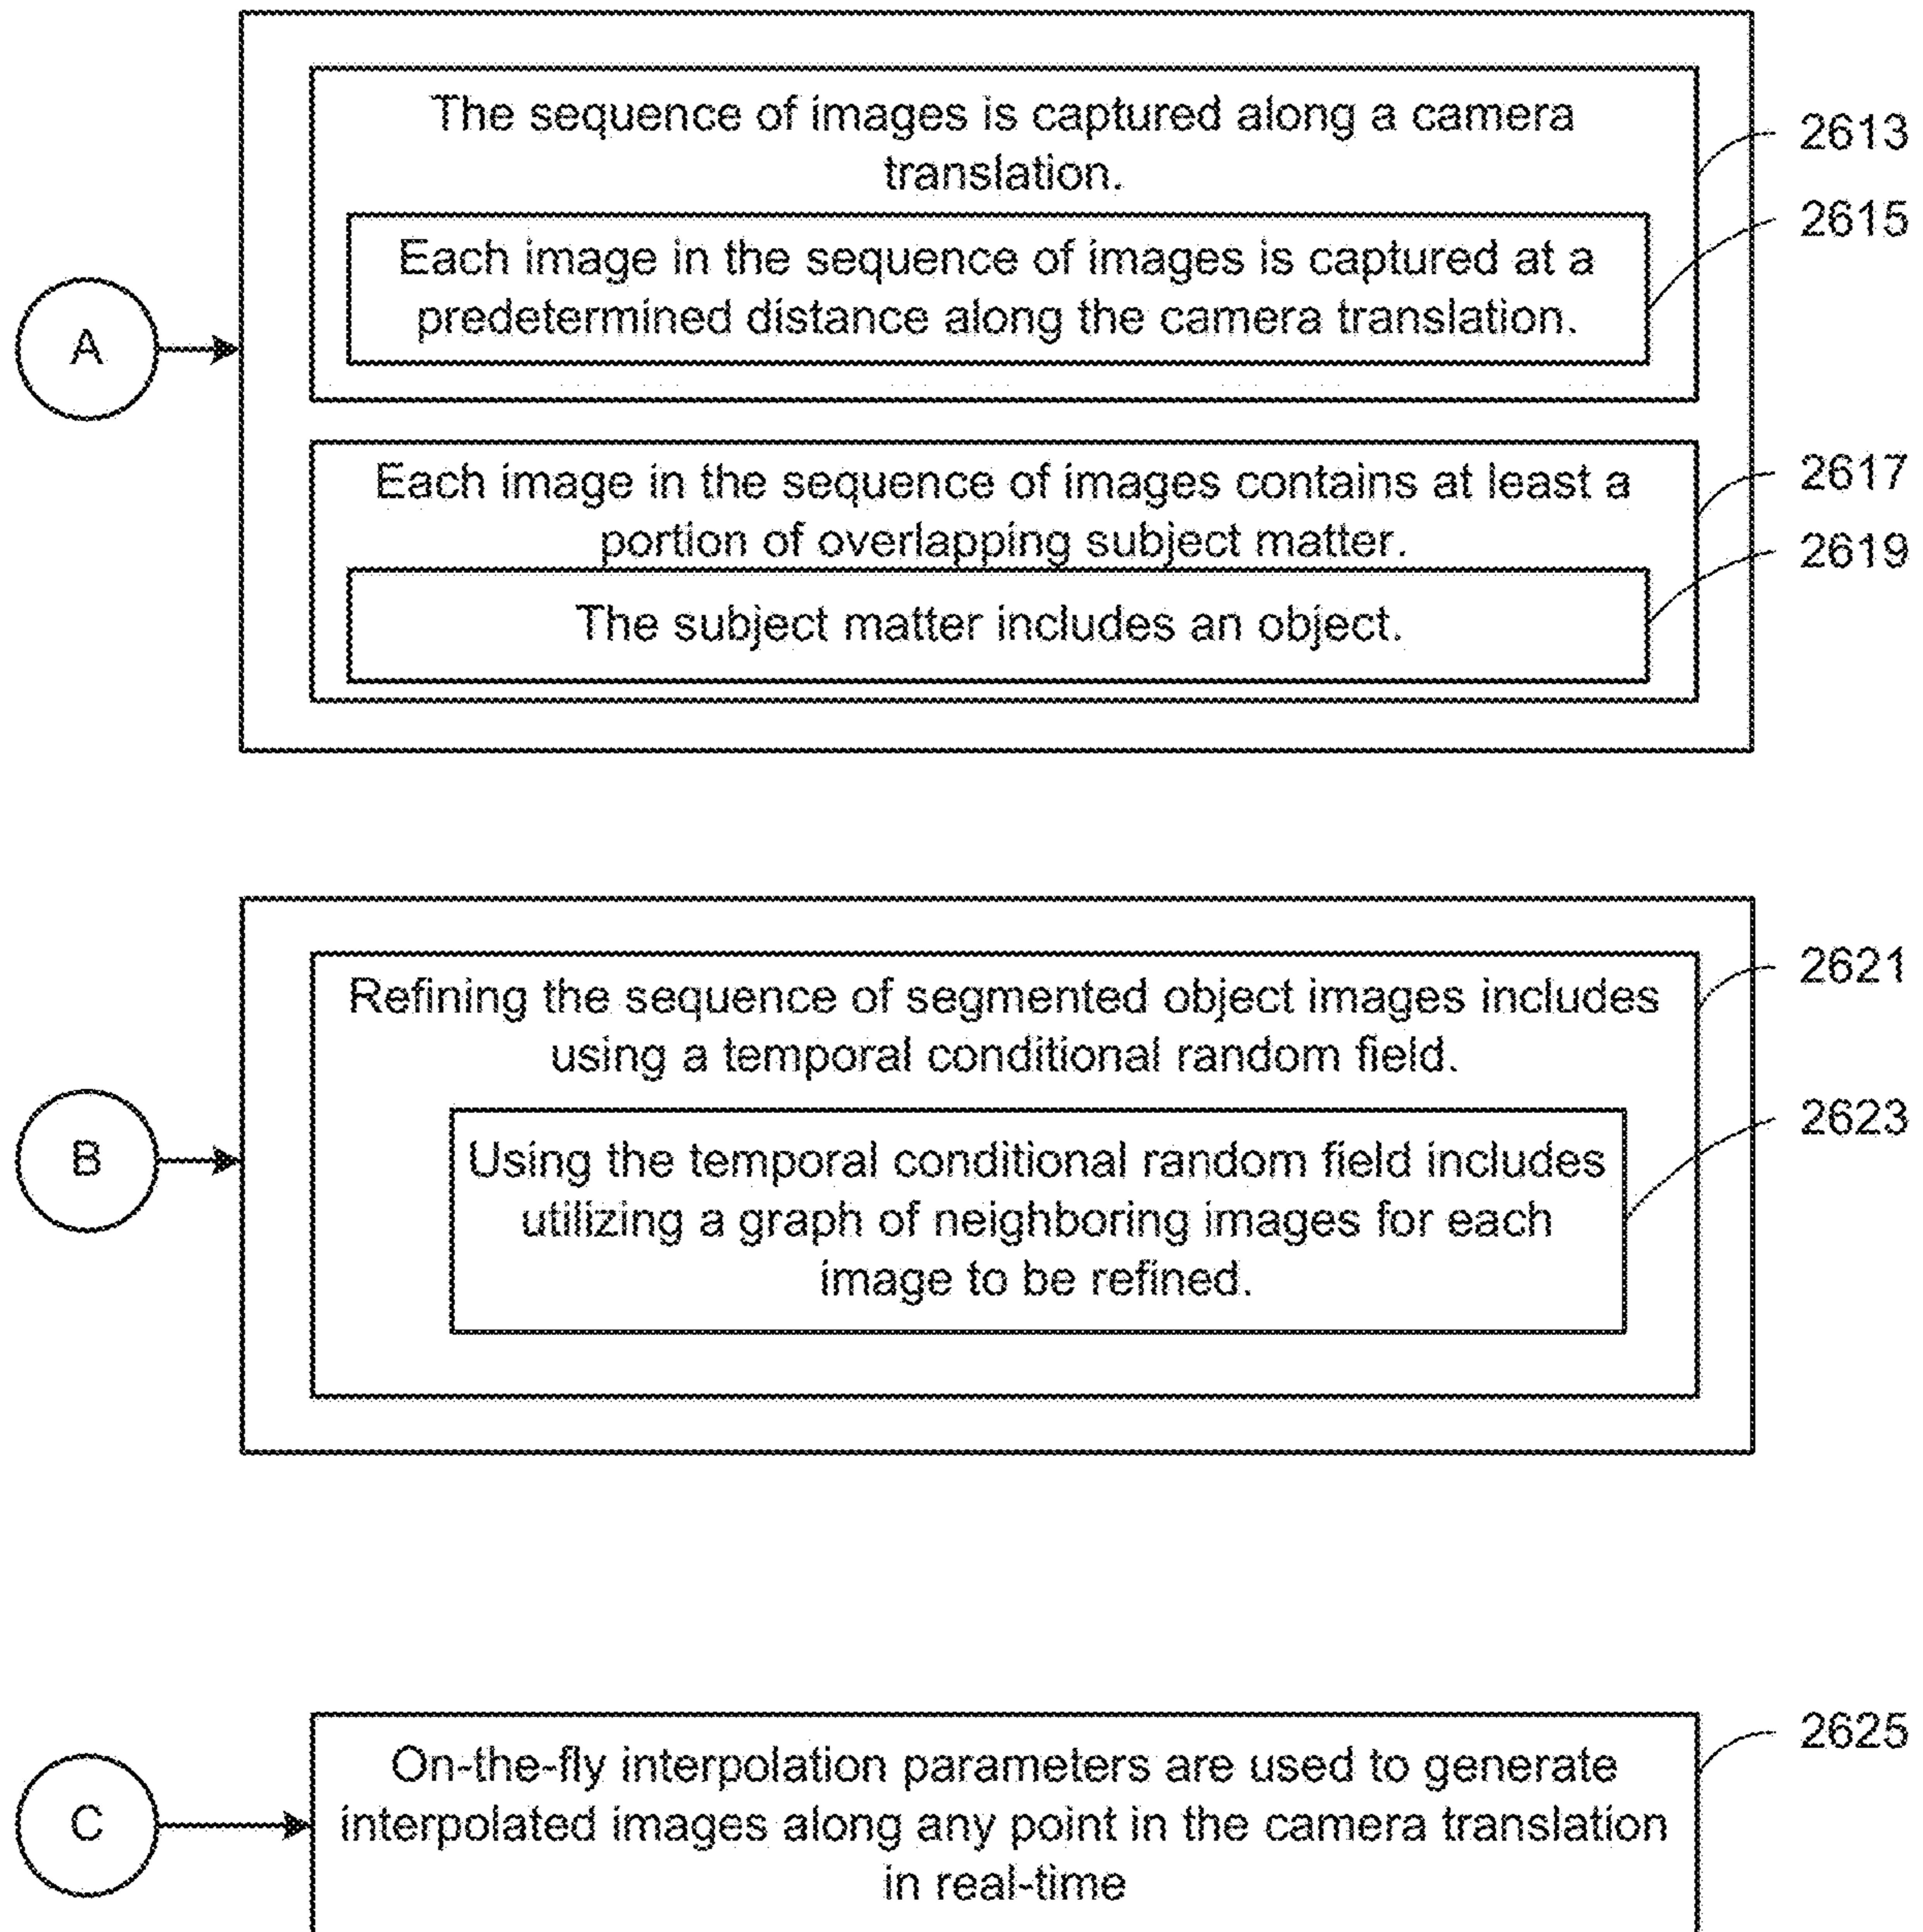 The sequence of images is captured along a camera
translation.
2613
Each image in the sequence of images is captured at a
predetermined distance along the camera translation.
2615
A
Each image in the sequence of images contains at least a
portion of overlapping subject matter.
2617
The subject matter includes an object.
2619
Refining the sequence of segmented object images includes
using a temporal conditional random field.
2621
Using the temporal conditional random field includes
utilizing a graph of neighboring images for each
image to be refined.
2623
B
On-the-fly interpolation parameters are used to generate
interpolated images along any point in the camera translation
in real-time
2625
C